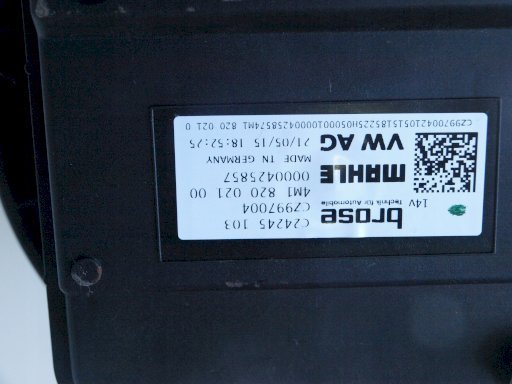 14V
brose
Technik für Automobile
C24245 103
CZ997004
4M1 820 021 00
MAHLE
0000425857
MADE IN GERMANY
VW AG
21/05/15 18:52:25